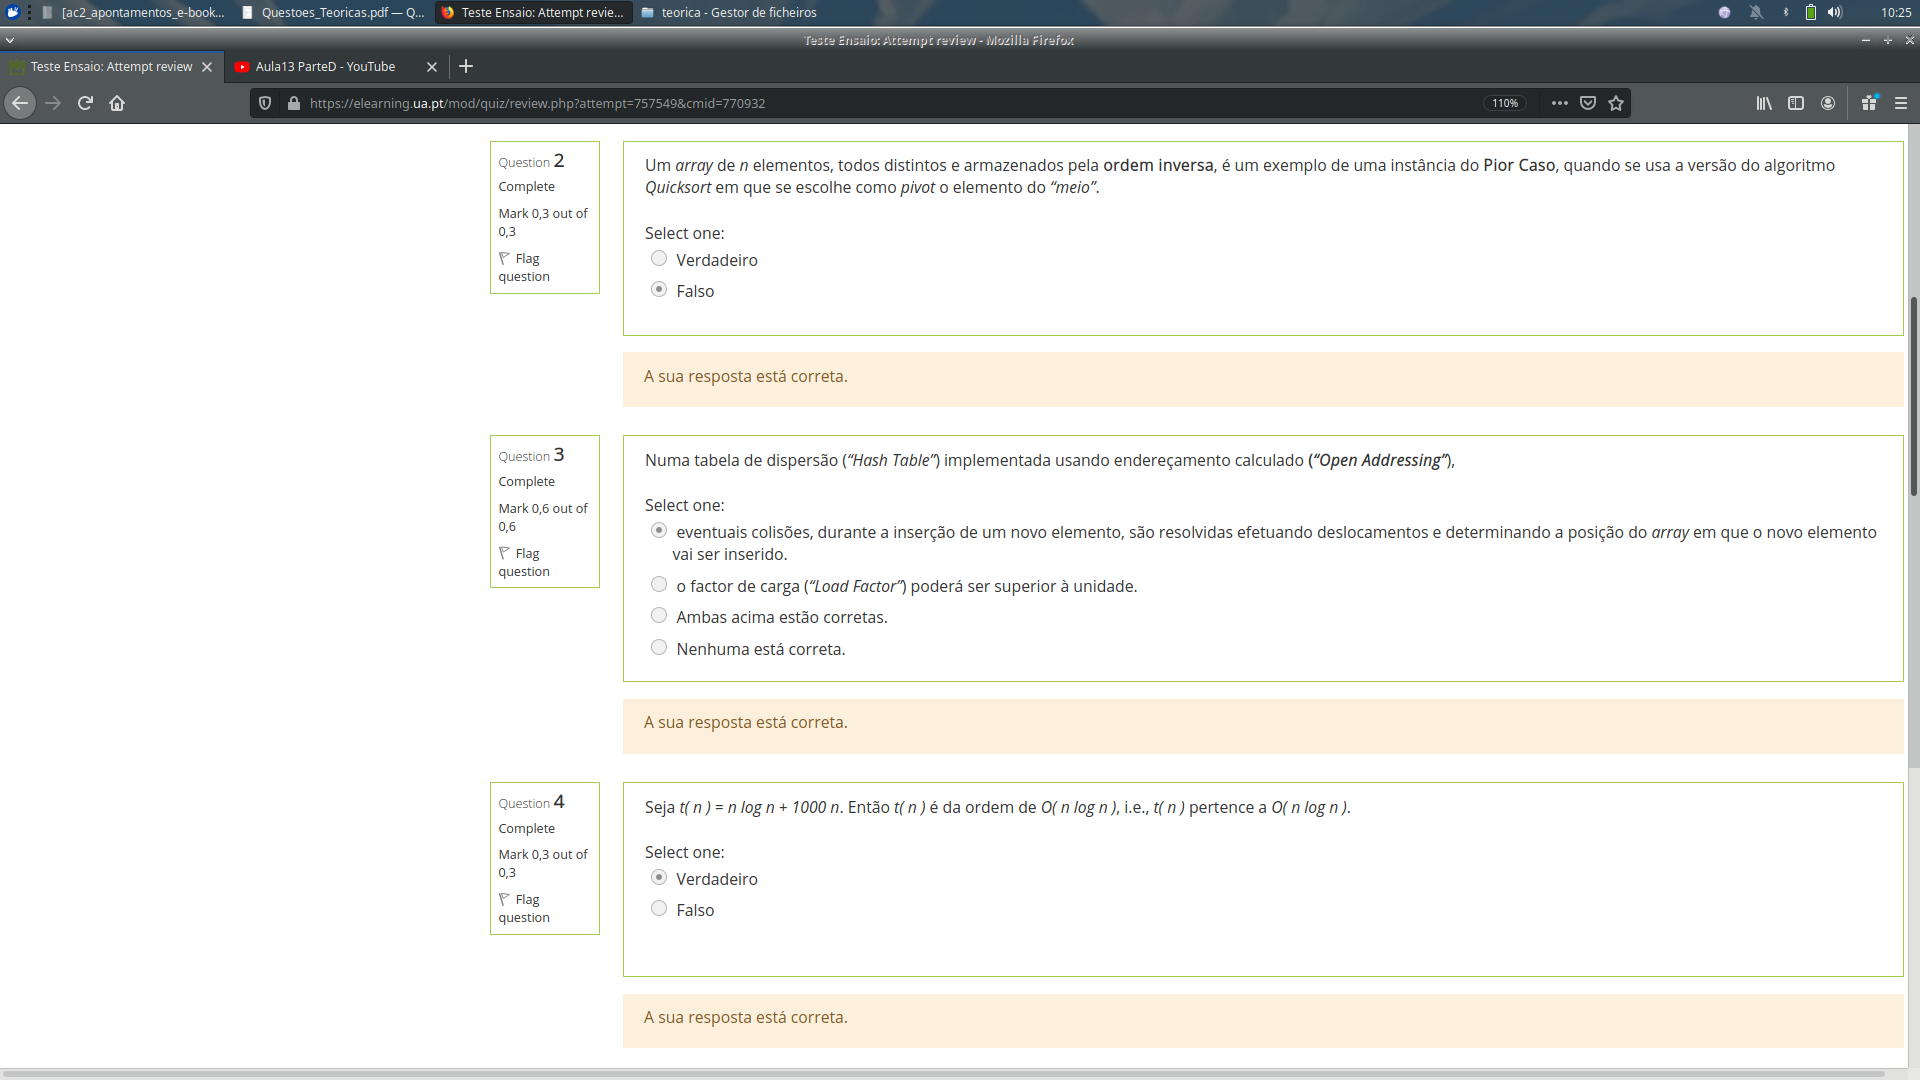 [ac2_apontamentos_e-book...
Questoes_Teoricas.pdf — Q...
Teste Ensaio: Attempt revie...
teorica - Gestor de ficheiros
10:25
Teste Ensaio: Attempt review - Mozilla Firefox
Teste Ensaio: Attempt review
Aula13 ParteD - YouTube
https://elearning.ua.pt/mod/quiz/review.php?attempt=757549&cmid=770932
110%
Question 2
Complete
Mark 0,3 out of
0,3
Flag
question
Um array de n elementos, todos distintos e armazenados pela ordem inversa, é um exemplo de uma instância do Pior Caso, quando se usa a versão do algoritmo
Quicksort em que se escolhe como pivot o elemento do “meio”.
Select one:
Verdadeiro
Falso
A sua resposta está correta.
Question 3
Complete
Mark 0,6 out of
0,6
Flag
question
Numa tabela de dispersão (“Hash Table”) implementada usando endereçamento calculado (“Open Addressing”),
Select one:
eventuais colisões, durante a inserção de um novo elemento, são resolvidas efetuando deslocamentos e determinando a posição do array em que o novo elemento
vai ser inserido.
o factor de carga (“Load Factor”) poderá ser superior à unidade.
Ambas acima estão corretas.
Nenhuma está correta.
A sua resposta está correta.
Question 4
Complete
Mark 0,3 out of
0,3
Flag
question
Seja t( n ) = n log n + 1000 n. Então t( n ) é da ordem de O( n log n ), i.e., t( n ) pertence a O( n log n ).
Select one:
Verdadeiro
Falso
A sua resposta está correta.